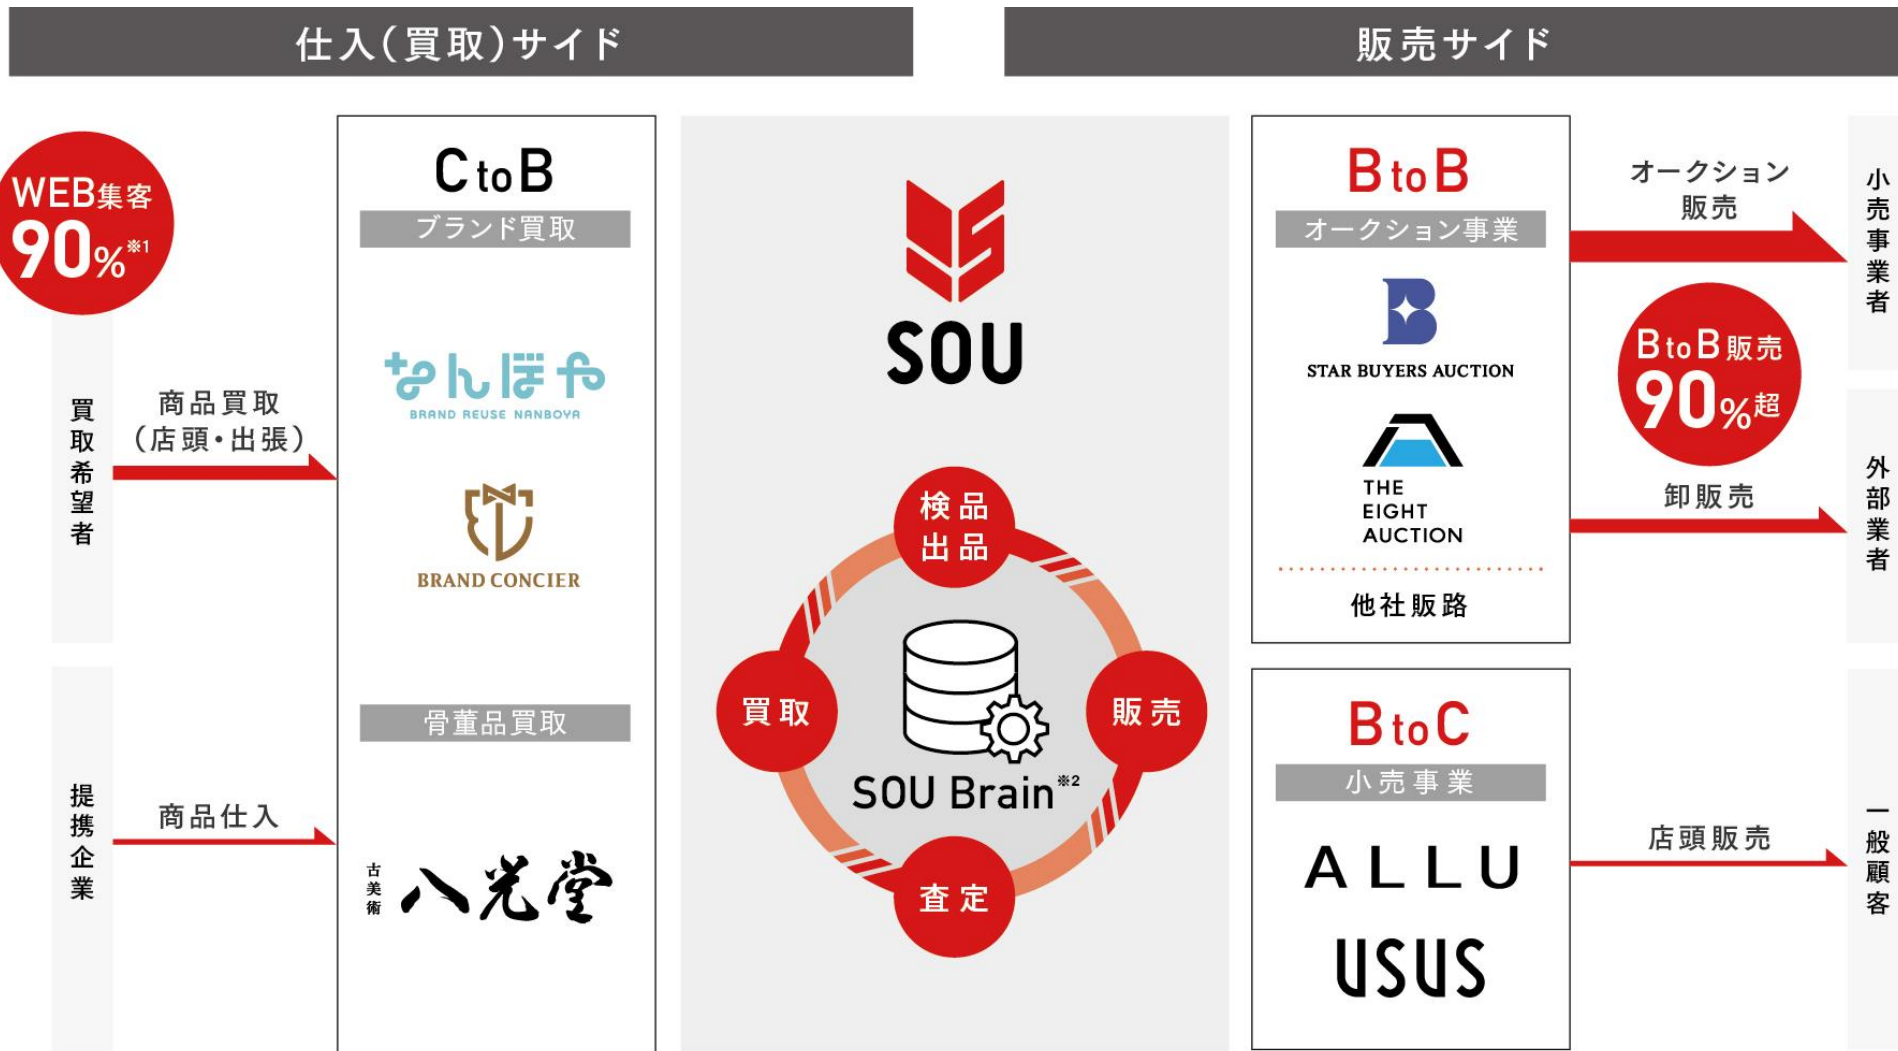 仕入（買取）サイド
販売サイド
WEB集客
90%※1
買取希望者
商品買取
（店頭・出張）
提携企業
商品仕入
C to B
ブランド買取
なんぼや
BRAND REUSE NANBOYA
BRAND CONCIER
骨董品買取
古美術
八光堂
SOU
検品
出品
買取
販売
査定
SOU Brain※2
B to B
オークション事業
STAR BUYERS AUCTION
THE
EIGHT
AUCTION
他社販路
B to C
小売事業
ALLU
USUS
オークション
販売
B to B 販売
90%超
卸販売
店頭販売
小売事業者
外部業者
一般顧客